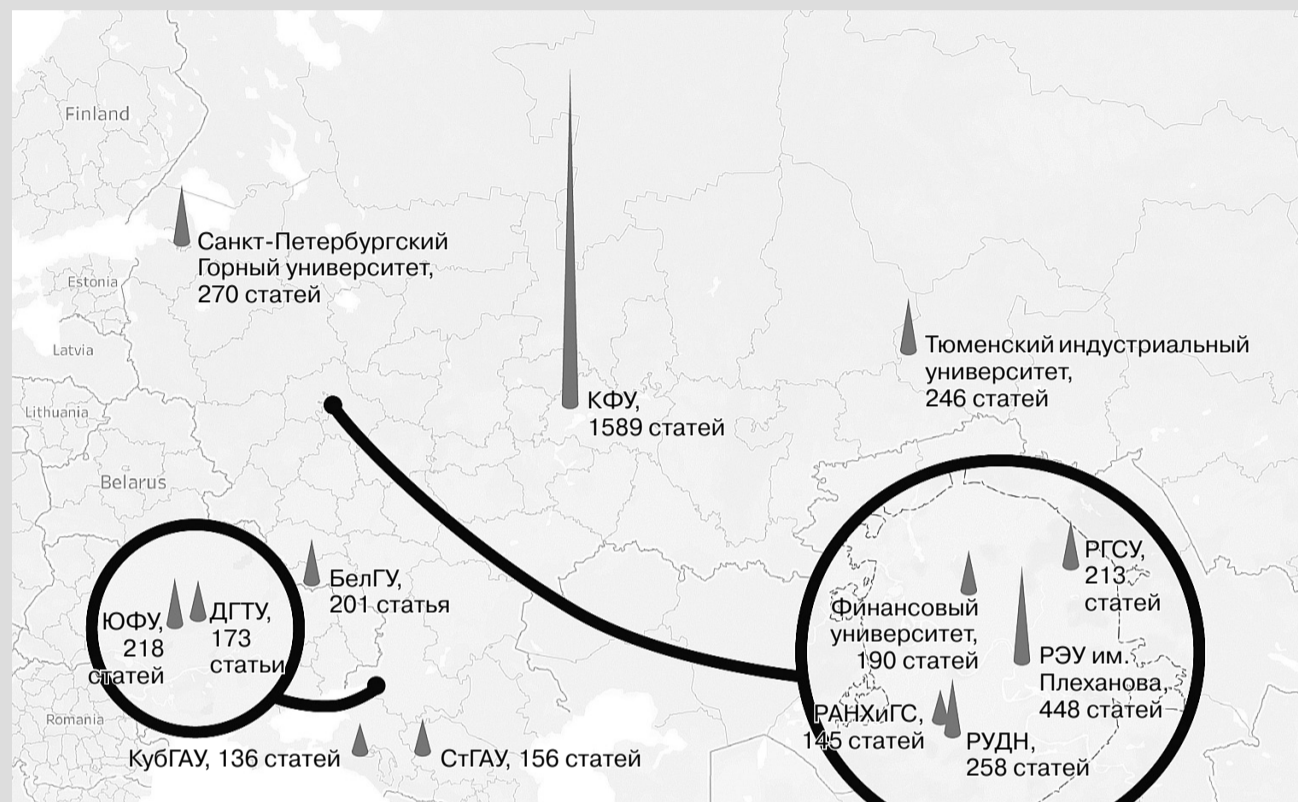 Finland
Санкт-Петербургский
Горный университет,
270 статей
Estonia
Latvia
Lithuania
Belarus
КФУ,
1589 статей
Тюменский индустриальный
университет,
246 статей
ЮФУ,
218
статей
ДГТУ,
173
статьи
БелГУ,
201 статья
Romania
КубГАУ, 136 статей
СтГАУ, 156 статей
РГСУ,
213
статей
Финансовый
университет,
190 статей
РЭУ им.
Плеханова,
448 статей
РАНХиГС,
145 статей
РУДН,
258 статей